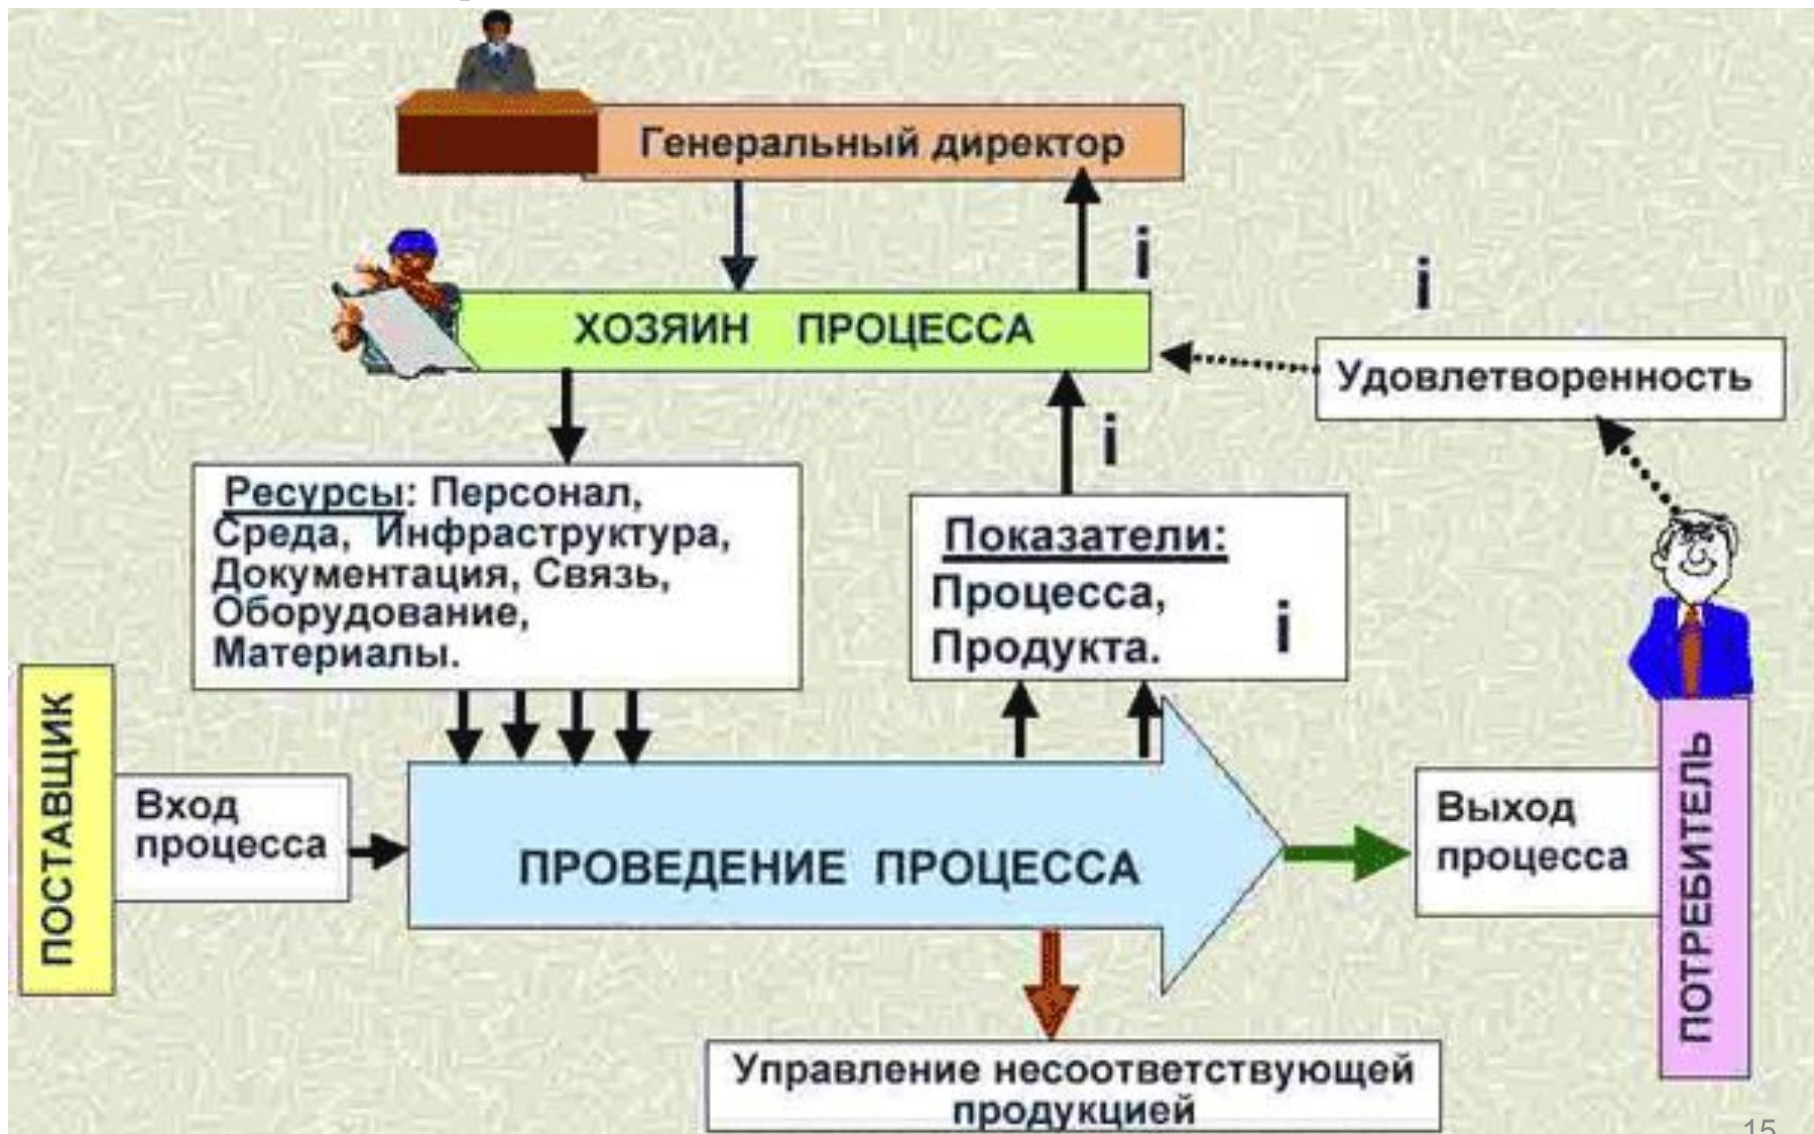 Генеральный директор
i
i
ХОЗЯИН ПРОЦЕССА
Удовлетворенность
i
Ресурсы: Персонал,
Среда, Инфраструктура,
Документация, Связь,
Оборудование,
Материалы.
Показатели:
Процесса,
Продукта.
i
ПОСТАВЩИК
Вход
процесса
ПРОВЕДЕНИЕ ПРОЦЕССА
Выход
процесса
ПОТРЕБИТЕЛЬ
Управление несоответствующей
продукцией
15